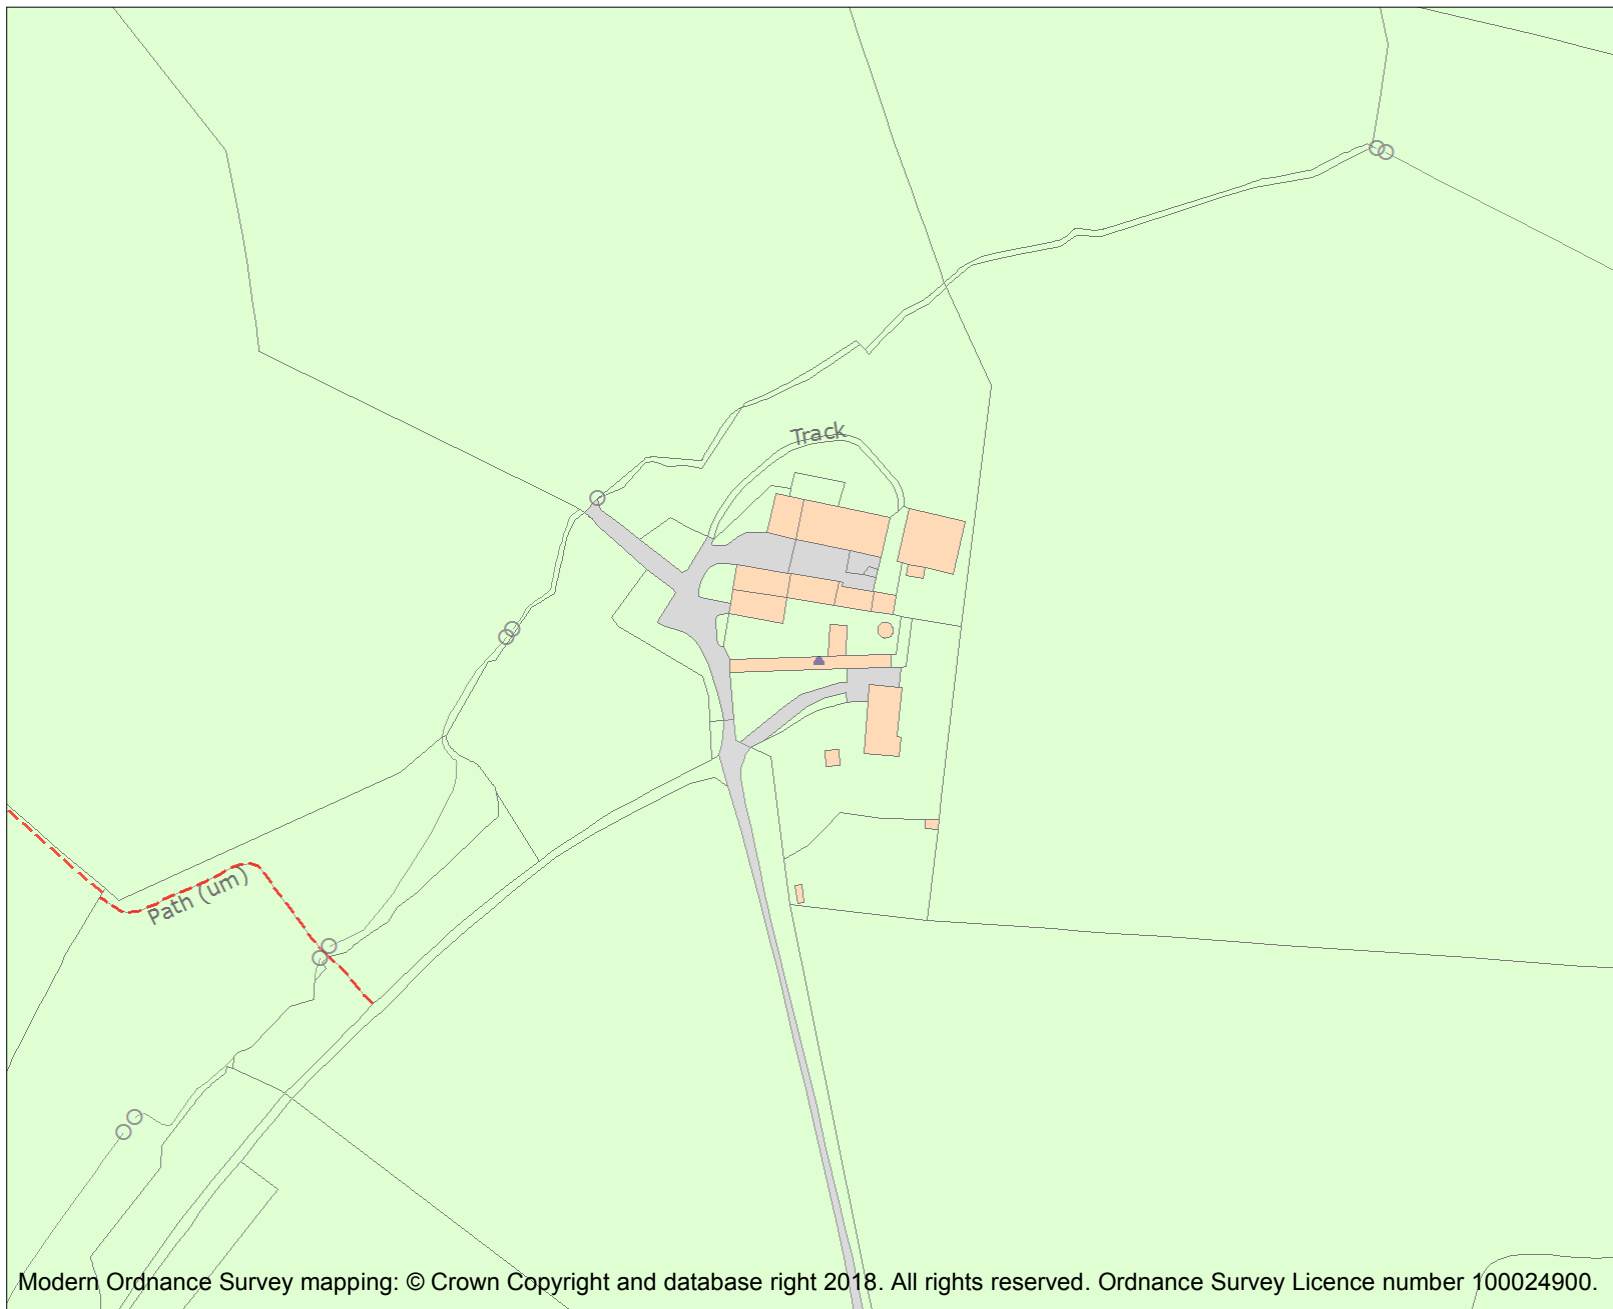 Track
Path (um)
Modern Ordnance Survey mapping: © Crown Copyright and database right 2018. All rights reserved. Ordnance Survey Licence number 100024900.